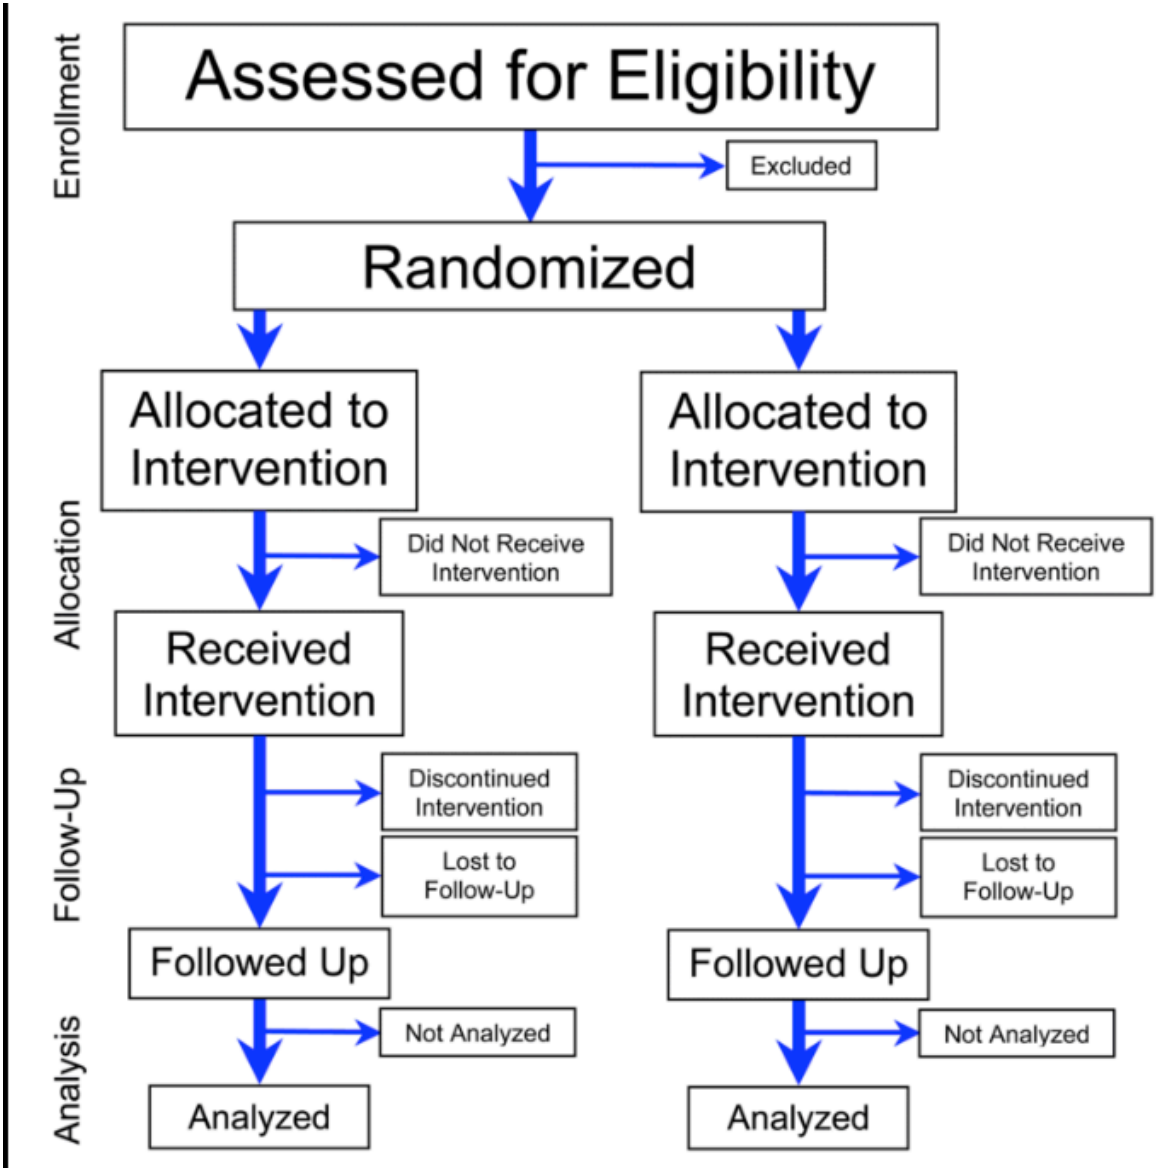 Enrollment
Assessed for Eligibility
Excluded
Randomized
Allocated to
Intervention
Allocated to
Intervention
Allocation
Did Not Receive
Intervention
Did Not Receive
Intervention
Received
Intervention
Received
Intervention
Follow-Up
Discontinued
Intervention
Discontinued
Intervention
Lost to
Follow-Up
Lost to
Follow-Up
Followed Up
Followed Up
Analysis
Not Analyzed
Not Analyzed
Analyzed
Analyzed